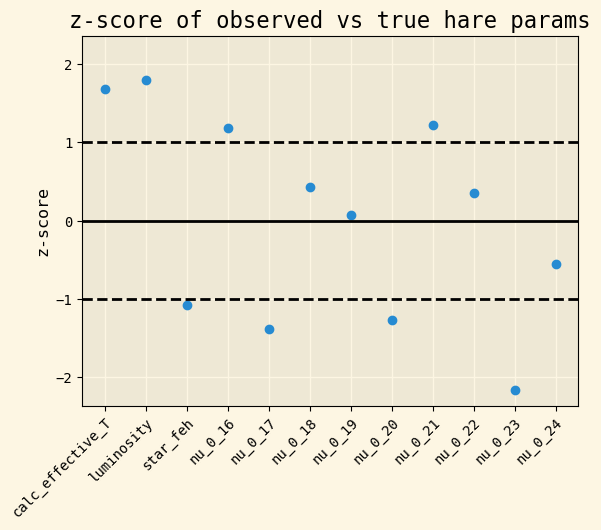 z-score of observed vs true hare params
z-score
2
1
0
−1
−2
calc_effective_T
luminosity
star_feh
nu_0_16
nu_0_17
nu_0_18
nu_0_19
nu_0_20
nu_0_21
nu_0_22
nu_0_23
nu_0_24